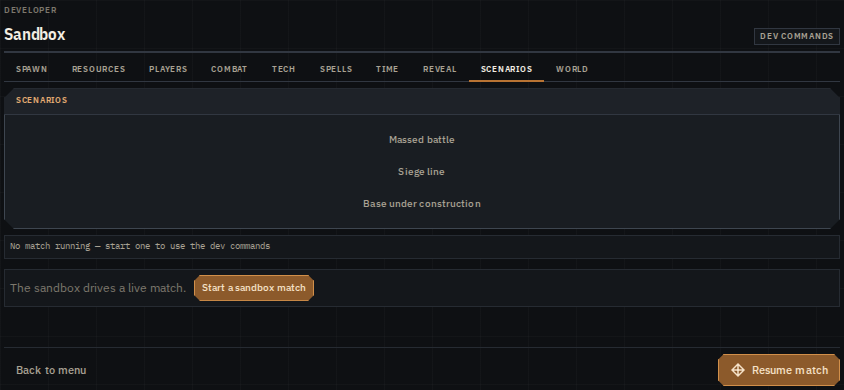 DEVELOPER
Sandbox
DEV COMMANDS
SPAWN RESOURCES PLAYERS COMBAT TECH SPELLS TIME REVEAL SCENARIOS WORLD
SCENARIOS
Massed battle
Siege line
Base under construction
No match running — start one to use the dev commands
The sandbox drives a live match. Start a sandbox match
Back to menu Resume match